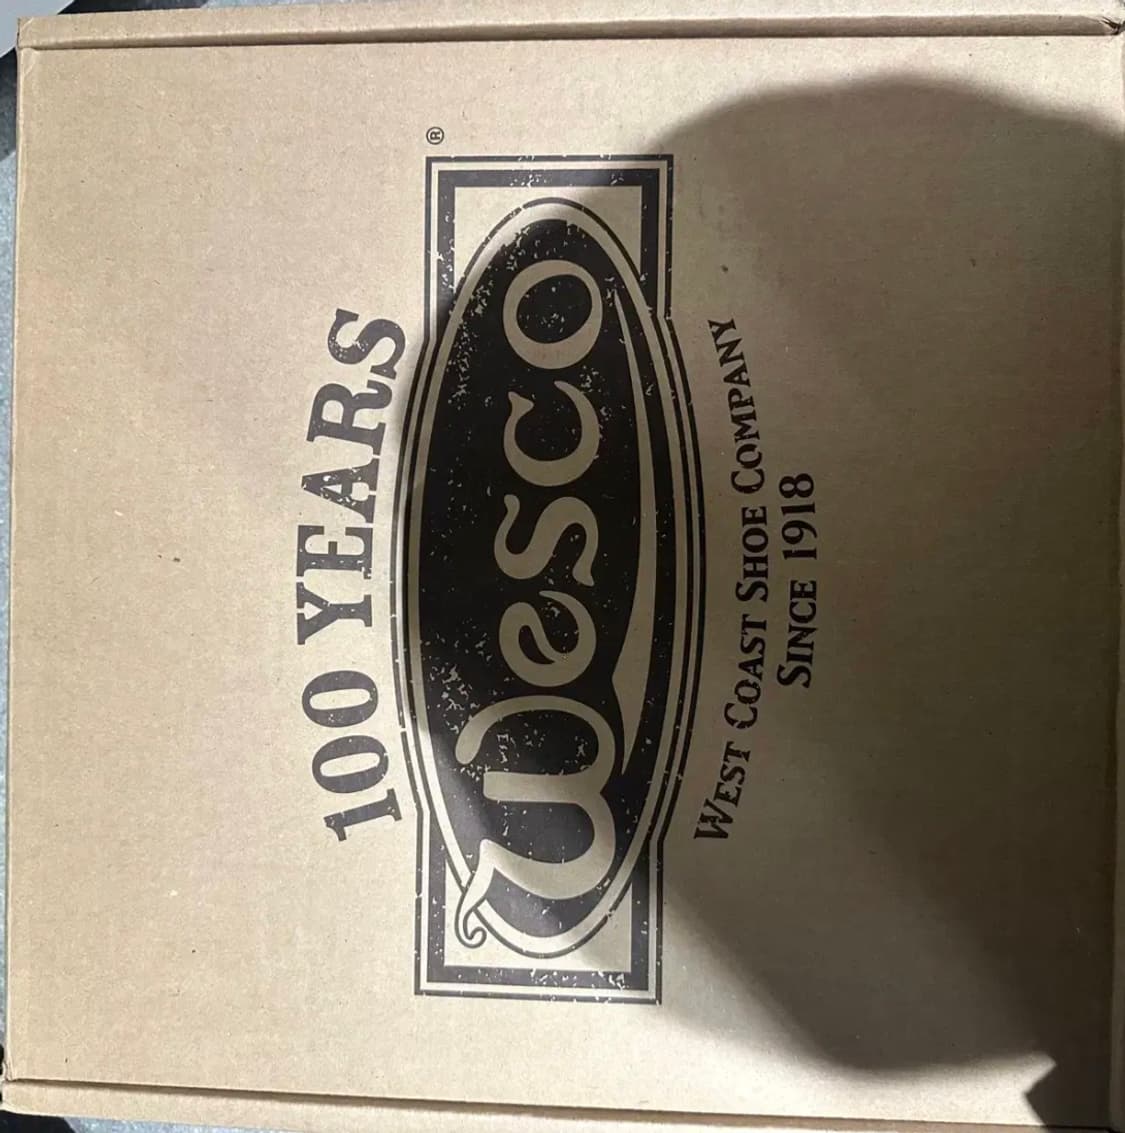 100 YEARS
Wesco®
WEST COAST SHOE COMPANY
SINCE 1918